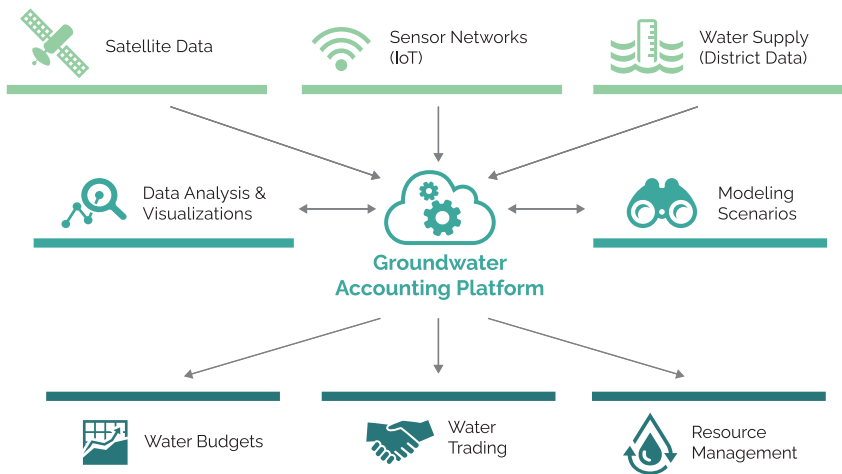 Satellite Data
Sensor Networks
(IoT)
Water Supply
(District Data)
Data Analysis &
Visualizations
Modeling
Scenarios
Groundwater
Accounting Platform
Water Budgets
Water
Trading
Resource
Management